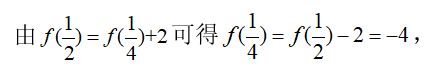 由 f(1/2) = f(1/4)+2 可得 f(1/4) = f(1/2) − 2 = −4，